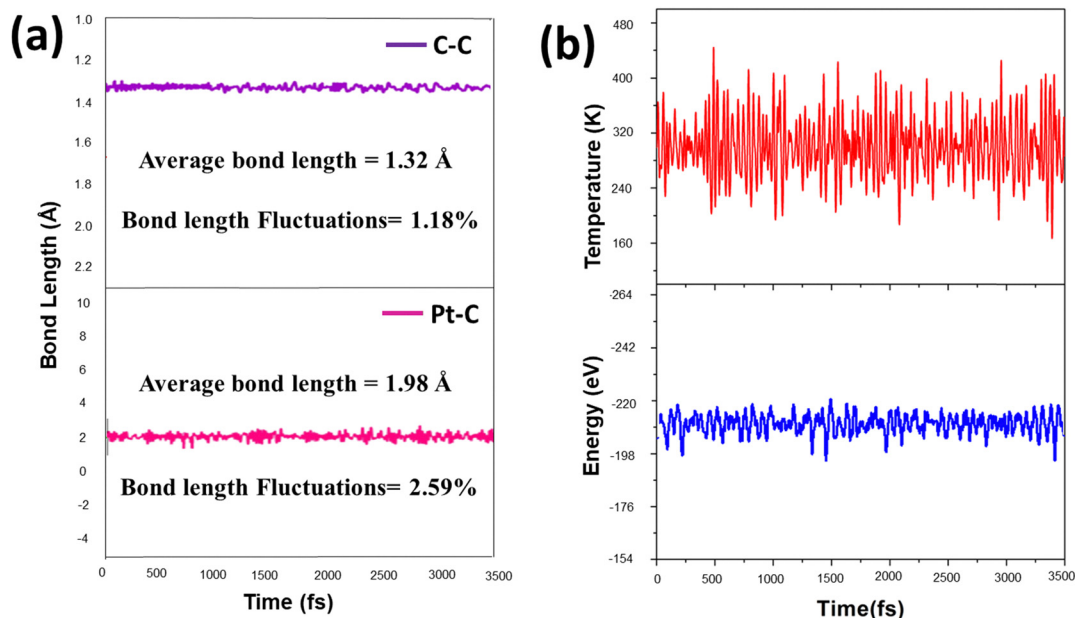 (a)
C-C
1.0
1.2
1.4
1.6
1.8
2.0
2.2
Average bond length = 1.32 Å
Bond length Fluctuations= 1.18%
Bond Length (Å)
Pt-C
10
8
6
4
2
0
-2
-4
Average bond length = 1.98 Å
Bond length Fluctuations= 2.59%
0 500 1000 1500 2000 2500 3000 3500
Time (fs)
(b)
480
400
320
240
160
Temperature (K)
-264
-242
-220
-198
-176
-154
Energy (eV)
0 500 1000 1500 2000 2500 3000 3500
Time(fs)